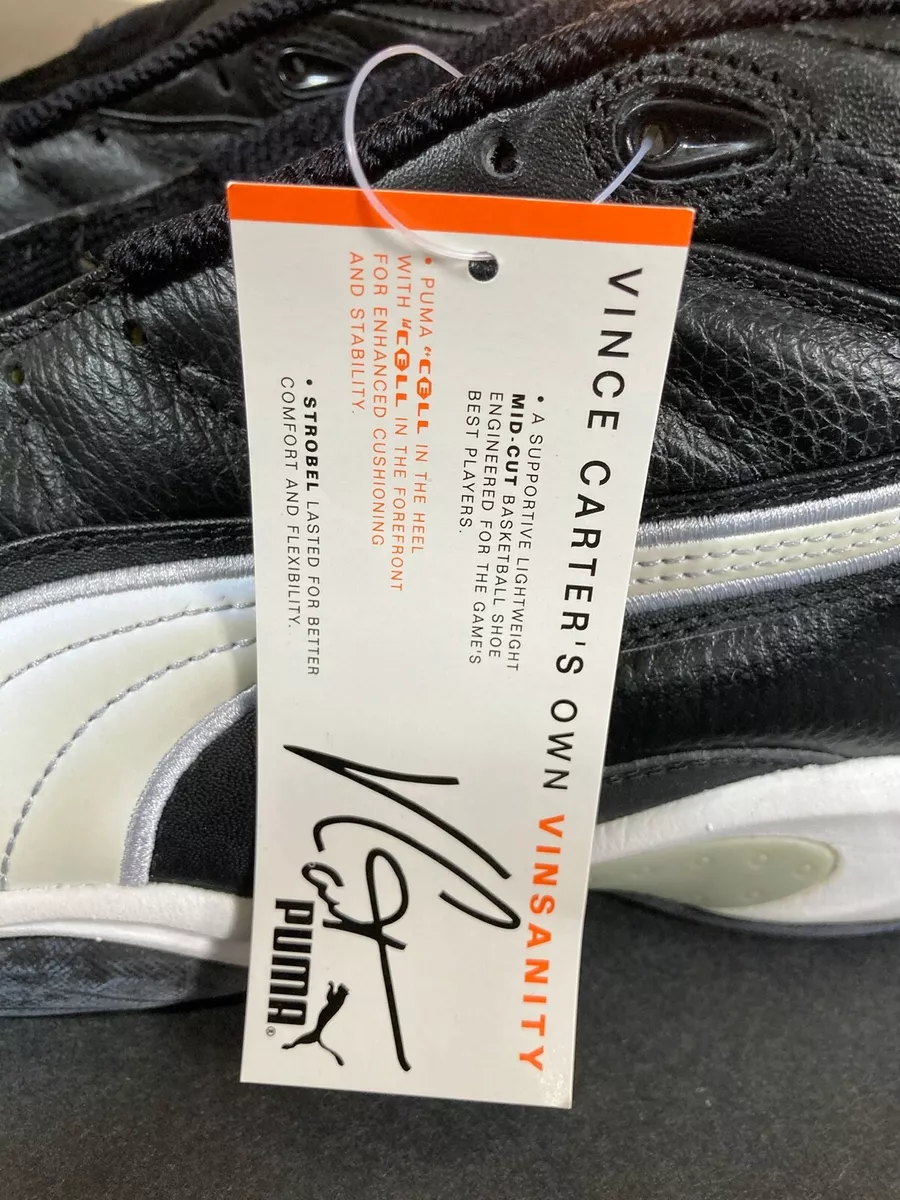 VINCE CARTER'S OWN VINSANITY
• A SUPPORTIVE LIGHTWEIGHT
MID-CUT BASKETBALL SHOE
ENGINEERED FOR THE GAME'S
BEST PLAYERS.
• PUMA CELL IN THE HEEL
WITH CELL IN THE FOREFRONT
FOR ENHANCED CUSHIONING
AND STABILITY.
• STROBEL LASTED FOR BETTER
COMFORT AND FLEXIBILITY.
PUMA®